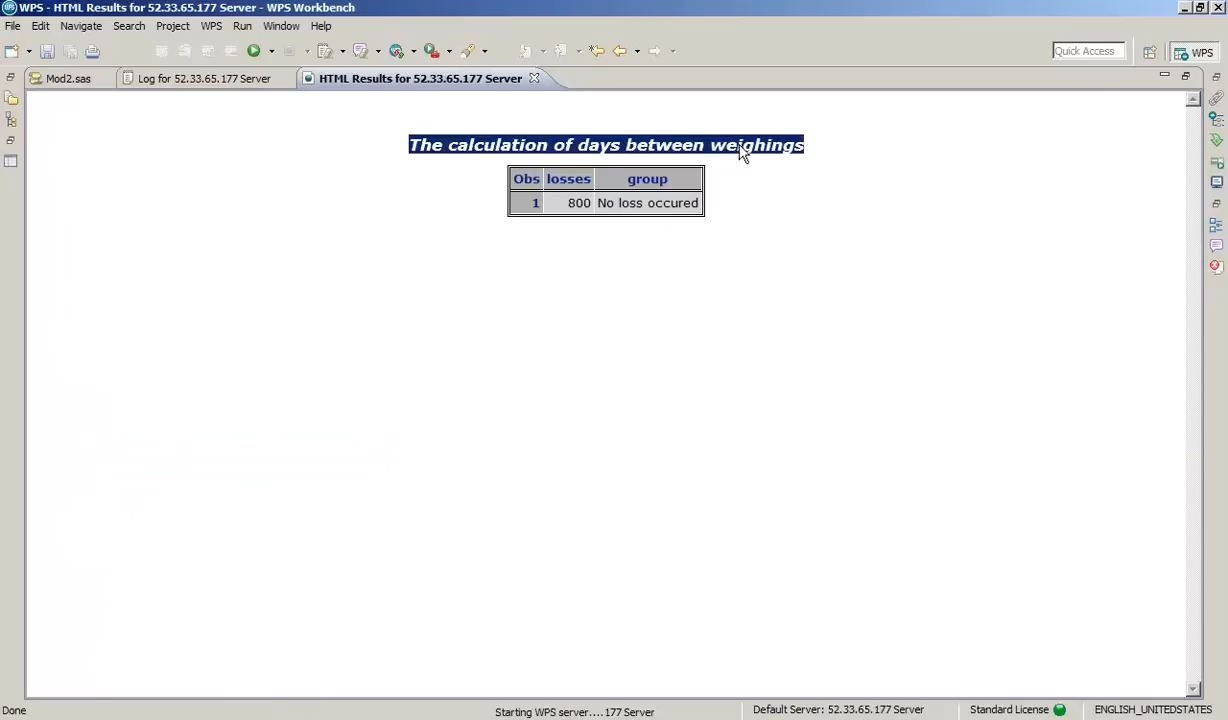 WPS - HTML Results for 52.33.65.177 Server - WPS Workbench
File Edit Navigate Search Project WPS Run Window Help
Quick Access WPS
Mod2.sas Log for 52.33.65.177 Server HTML Results for 52.33.65.177 Server
The calculation of days between weighings
Obs losses group
1 800 No loss occured
Done Starting WPS server....177 Server Default Server: 52.33.65.177 Server Standard License ENGLISH_UNITEDSTATES